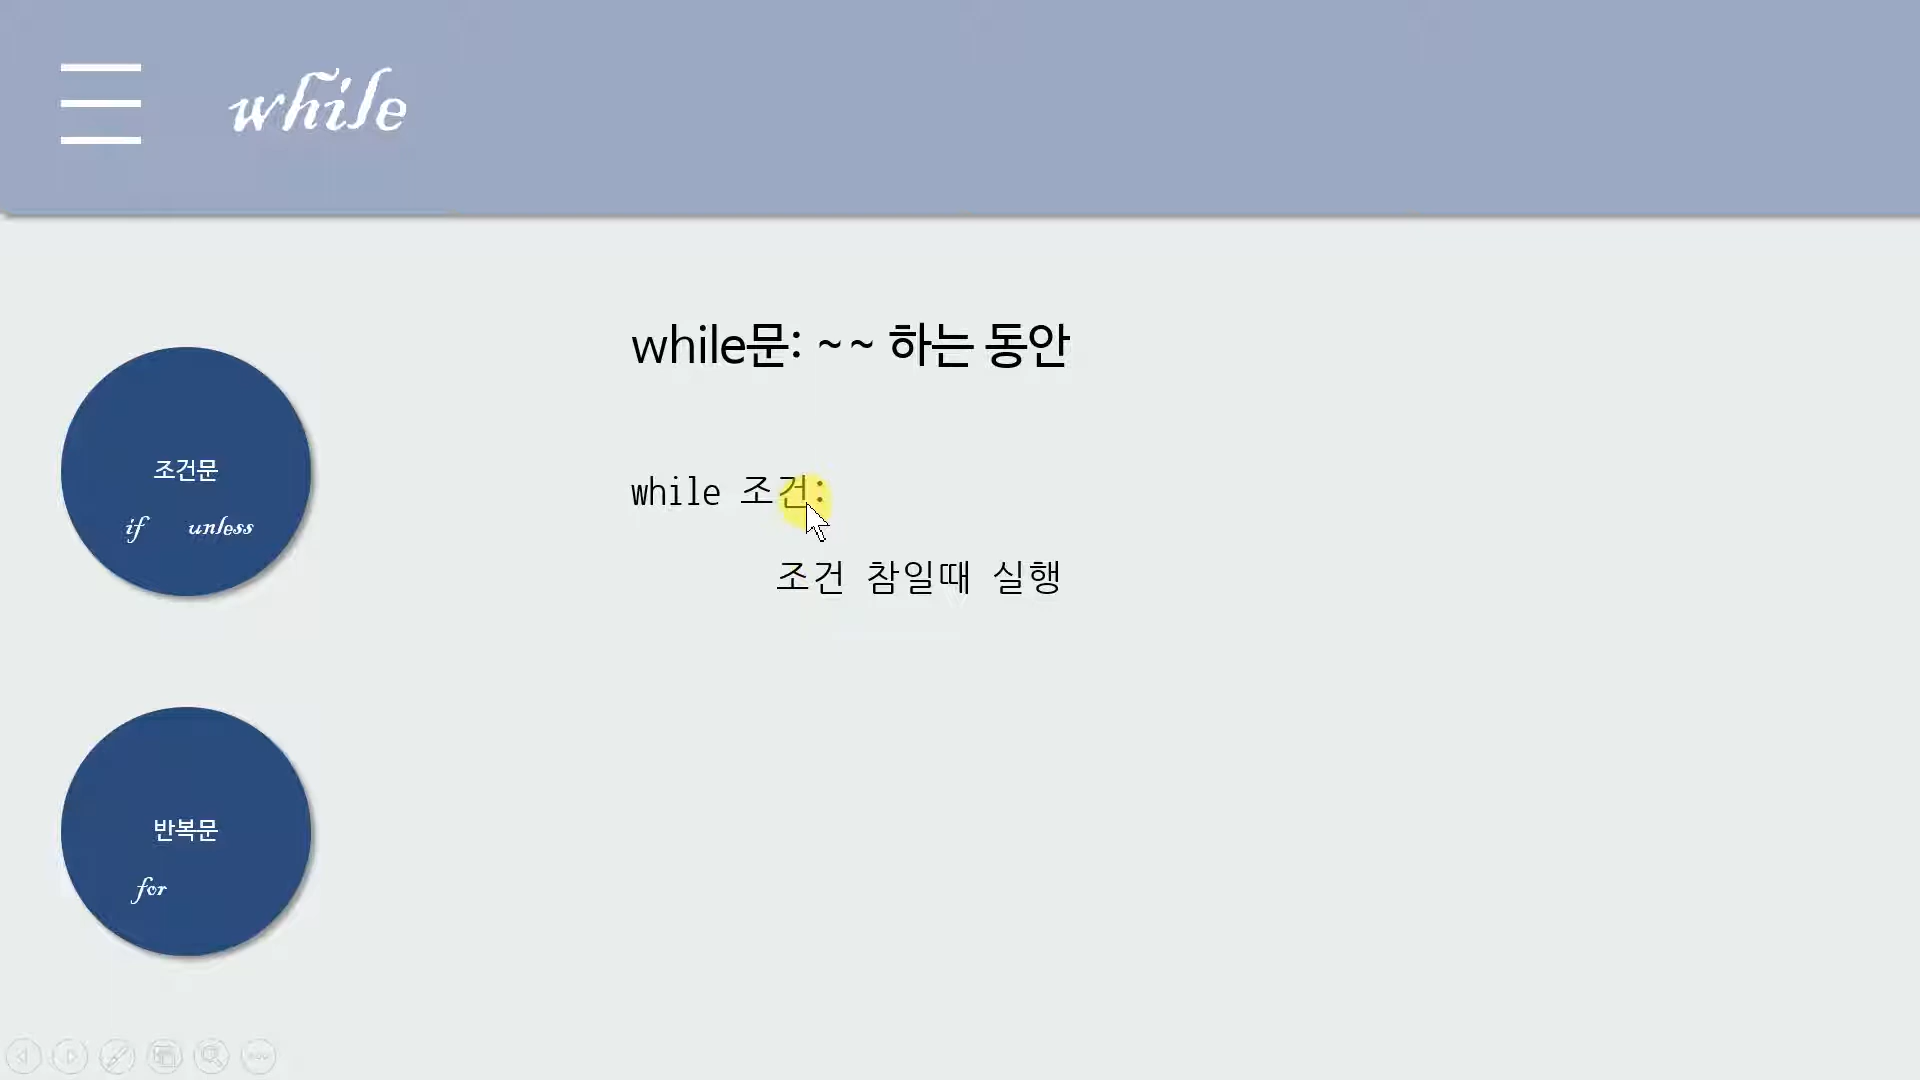 while
while문: ~~ 하는 동안
while 조건:
조건 참일때 실행
조건문
if unless
반복문
for